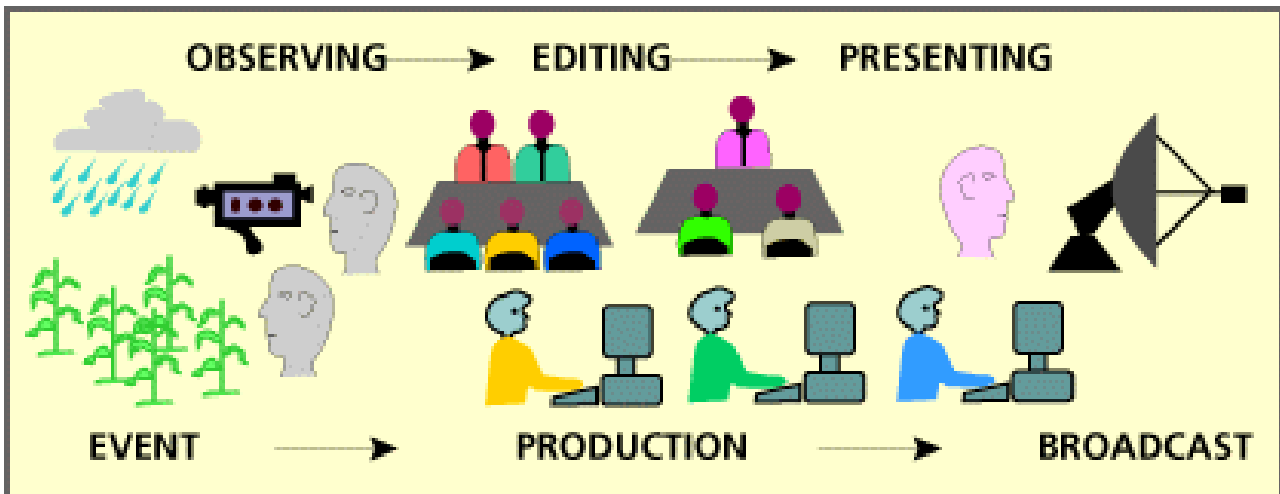 OBSERVING EDITING PRESENTING
EVENT PRODUCTION BROADCAST